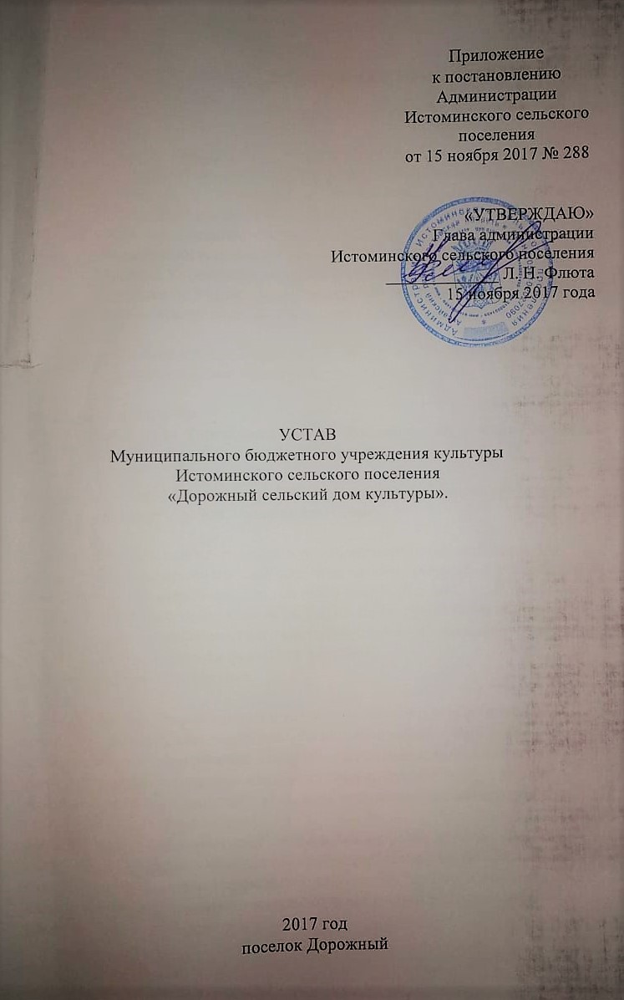 Приложение
к постановлению
Администрации
Истоминского сельского
поселения
от 15 ноября 2017 № 288
«УТВЕРЖДАЮ»
Глава администрации
Истоминского сельского поселения
Л. Н. Флюта
15 ноября 2017 года
УСТАВ
Муниципального бюджетного учреждения культуры
Истоминского сельского поселения
«Дорожный сельский дом культуры».
2017 год
поселок Дорожный